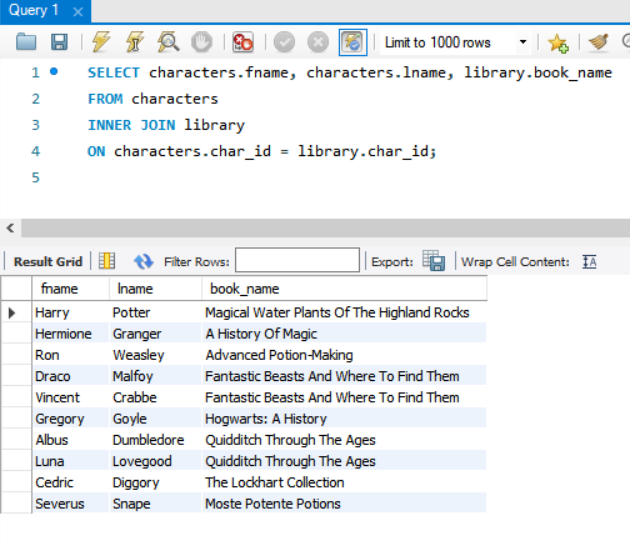 Query 1
Limit to 1000 rows
1 SELECT characters.fname, characters.lname, library.book_name
2 FROM characters
3 INNER JOIN library
4 ON characters.char_id = library.char_id;
5
Result Grid Filter Rows: Export: Wrap Cell Content: IA
fname lname book_name
Harry Potter Magical Water Plants Of The Highland Rocks
Hermione Granger A History Of Magic
Ron Weasley Advanced Potion-Making
Draco Malfoy Fantastic Beasts And Where To Find Them
Vincent Crabbe Fantastic Beasts And Where To Find Them
Gregory Goyle Hogwarts: A History
Albus Dumbledore Quidditch Through The Ages
Luna Lovegood Quidditch Through The Ages
Cedric Diggory The Lockhart Collection
Severus Snape Moste Potente Potions